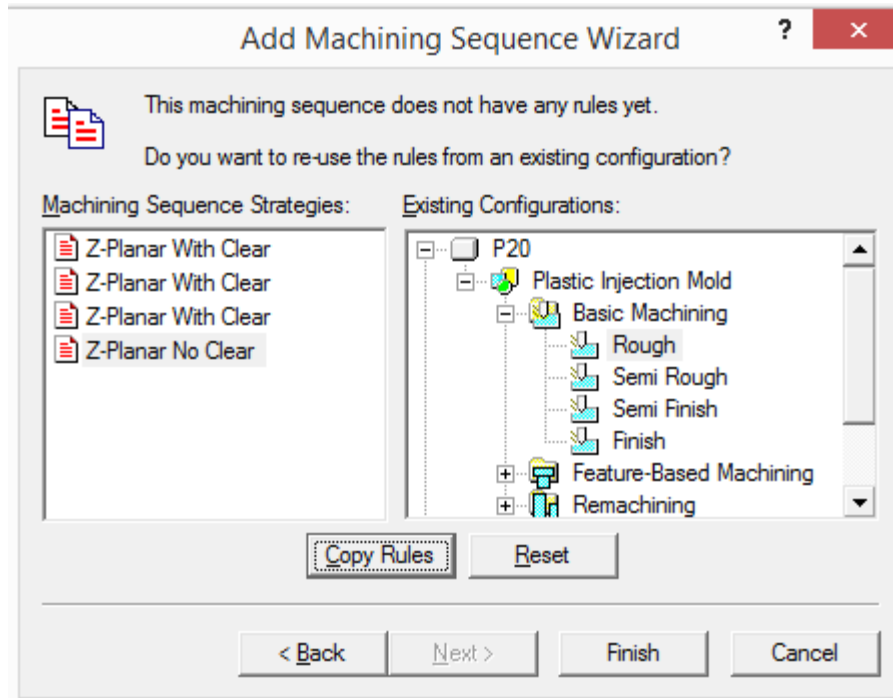 Add Machining Sequence Wizard ? ×
This machining sequence does not have any rules yet.
Do you want to re-use the rules from an existing configuration?
Machining Sequence Strategies:
Z-Planar With Clear
Z-Planar With Clear
Z-Planar With Clear
Z-Planar No Clear
Existing Configurations:
P20
Plastic Injection Mold
Basic Machining
Rough
Semi Rough
Semi Finish
Finish
Feature-Based Machining
Remachining
Copy Rules Reset
< Back Next > Finish Cancel